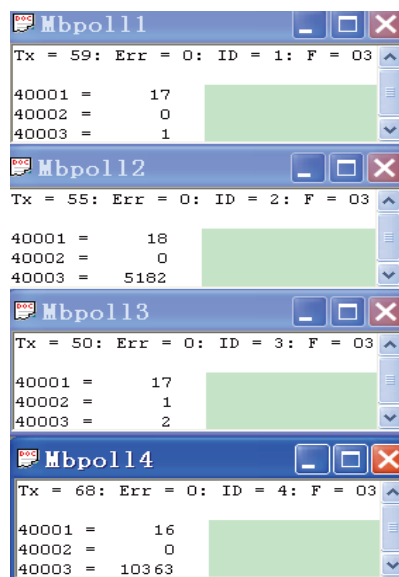 Mbpoll1
Tx = 59: Err = 0: ID = 1: F = 03
40001 = 17
40002 = 0
40003 = 1
Mbpoll2
Tx = 55: Err = 0: ID = 2: F = 03
40001 = 18
40002 = 0
40003 = 5182
Mbpoll3
Tx = 50: Err = 0: ID = 3: F = 03
40001 = 17
40002 = 1
40003 = 2
Mbpoll4
Tx = 68: Err = 0: ID = 4: F = 03
40001 = 16
40002 = 0
40003 = 10363